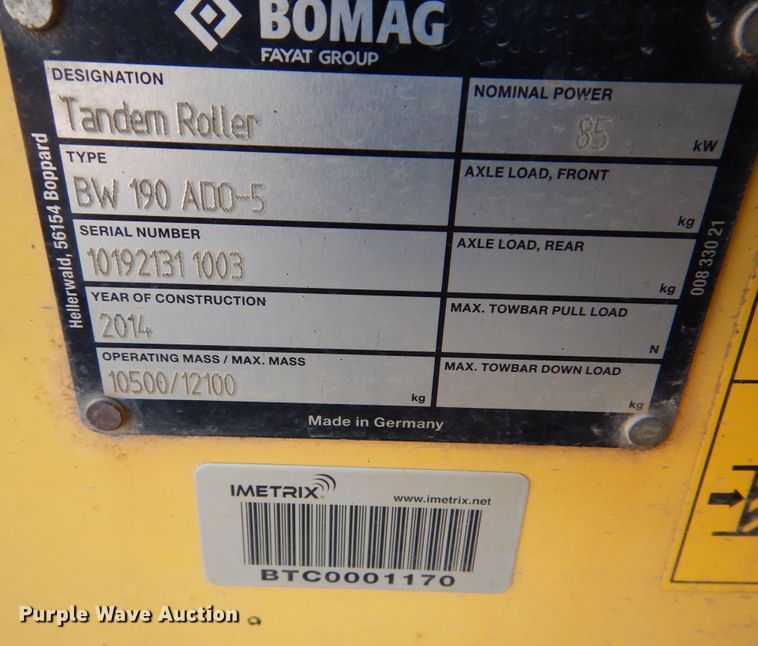 BOMAG
FAYAT GROUP
DESIGNATION
Tandem Roller
NOMINAL POWER
85 kW
TYPE
BW 190 ADO-5
AXLE LOAD, FRONT
kg
SERIAL NUMBER
10192131 1003
AXLE LOAD, REAR
kg
YEAR OF CONSTRUCTION
2014
MAX. TOWBAR PULL LOAD
N
OPERATING MASS / MAX. MASS
10500/12100 kg
MAX. TOWBAR DOWN LOAD
kg
Made in Germany
Hellerwald, 56154 Boppard
008 330 21
IMETRIX
www.imetrix.net
BTC0001170
Purple Wave Auction